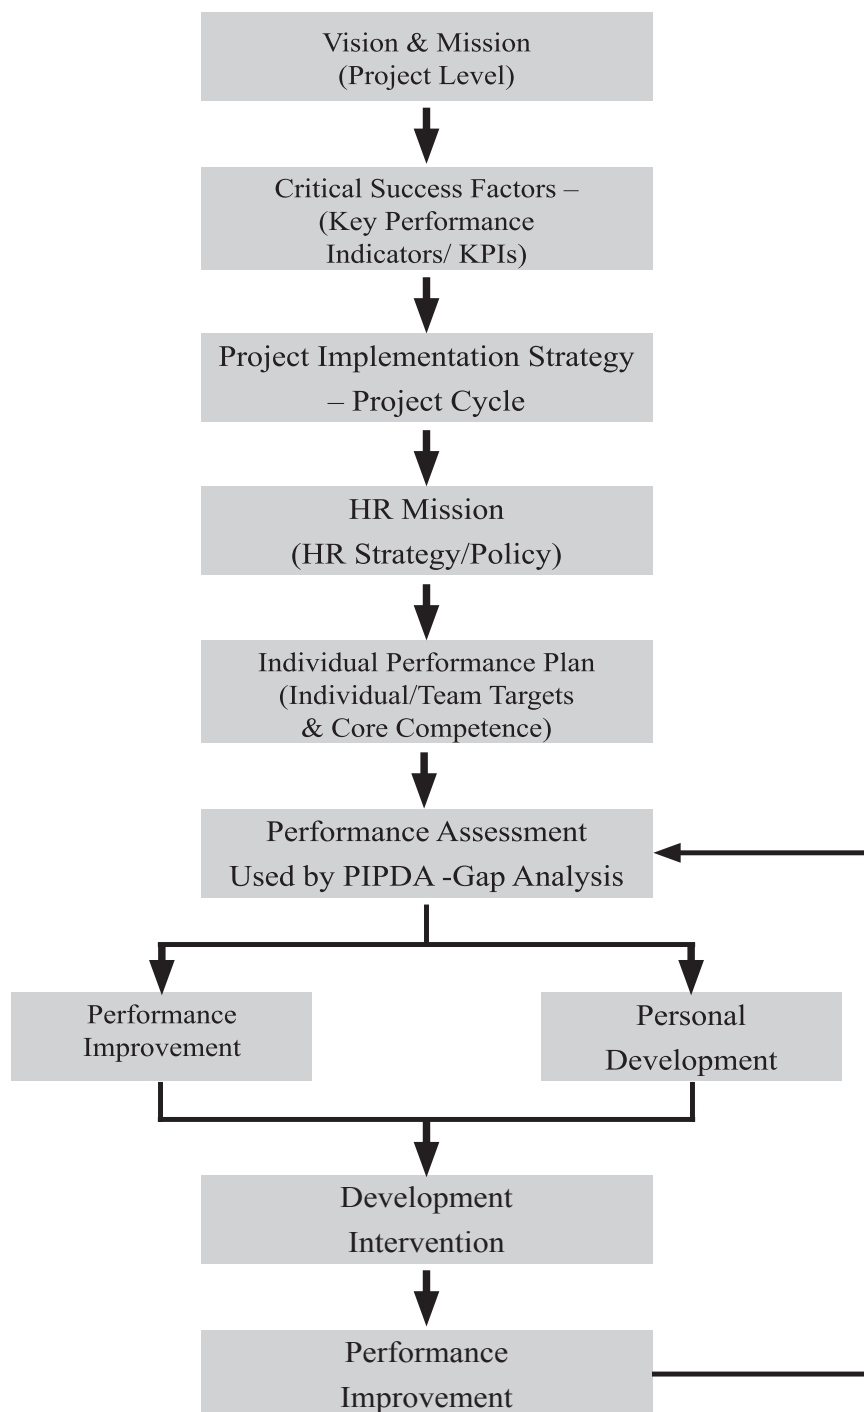 Vision & Mission
(Project Level)
Critical Success Factors –
(Key Performance
Indicators/ KPIs)
Project Implementation Strategy
– Project Cycle
HR Mission
(HR Strategy/Policy)
Individual Performance Plan
(Individual/Team Targets
& Core Competence)
Performance Assessment
Used by PIPDA -Gap Analysis
Performance
Improvement
Personal
Development
Development
Intervention
Performance
Improvement